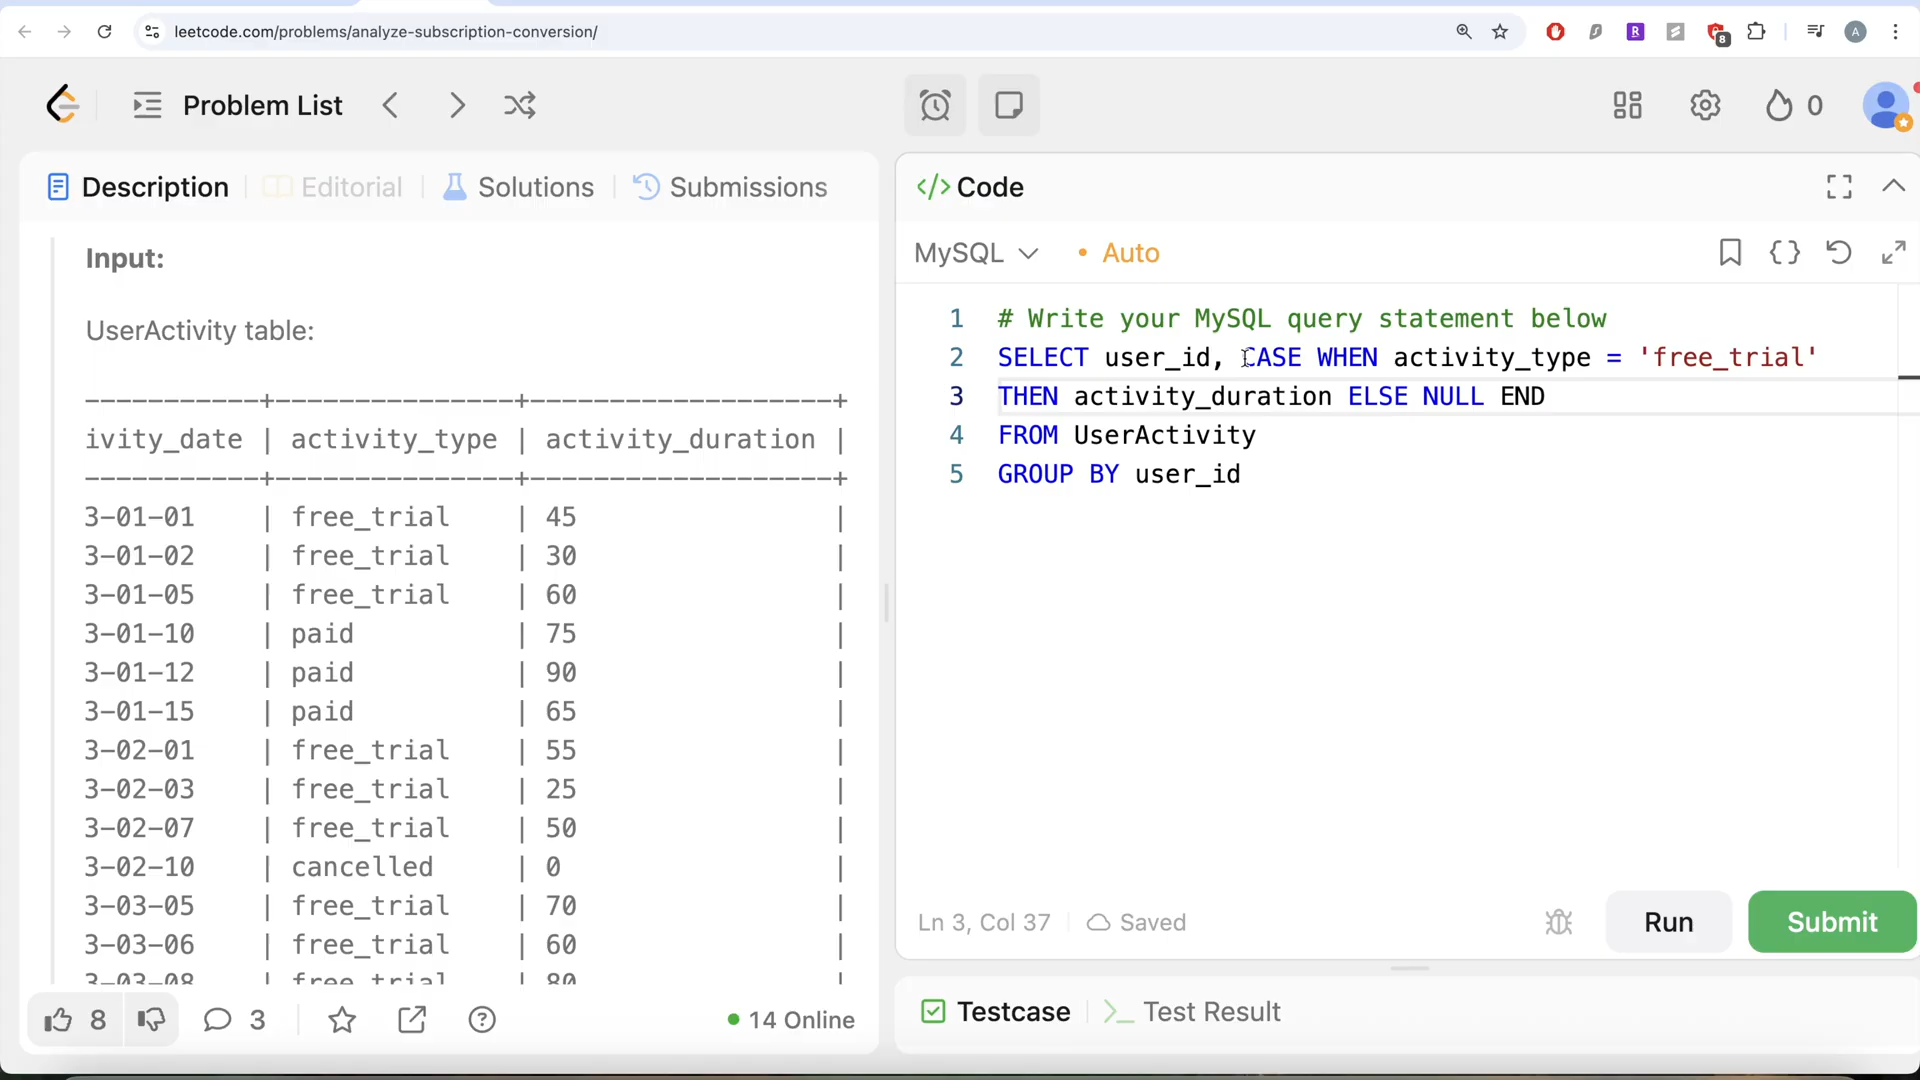 leetcode.com/problems/analyze-subscription-conversion/
R
8
A
Problem List
0
Description
Editorial
Solutions
Submissions
Input:
UserActivity table:
-----------+----------------+--------------------+
ivity_date | activity_type | activity_duration |
-----------+----------------+--------------------+
3-01-01 | free_trial | 45 |
3-01-02 | free_trial | 30 |
3-01-05 | free_trial | 60 |
3-01-10 | paid | 75 |
3-01-12 | paid | 90 |
3-01-15 | paid | 65 |
3-02-01 | free_trial | 55 |
3-02-03 | free_trial | 25 |
3-02-07 | free_trial | 50 |
3-02-10 | cancelled | 0 |
3-03-05 | free_trial | 70 |
3-03-06 | free_trial | 60 |
3-03-08 | free_trial | 80 |
8
3
14 Online
</> Code
MySQL
• Auto
1 # Write your MySQL query statement below
2 SELECT user_id, CASE WHEN activity_type = 'free_trial'
3 THEN activity_duration ELSE NULL END
4 FROM UserActivity
5 GROUP BY user_id
Ln 3, Col 37
Saved
Run
Submit
Testcase
Test Result